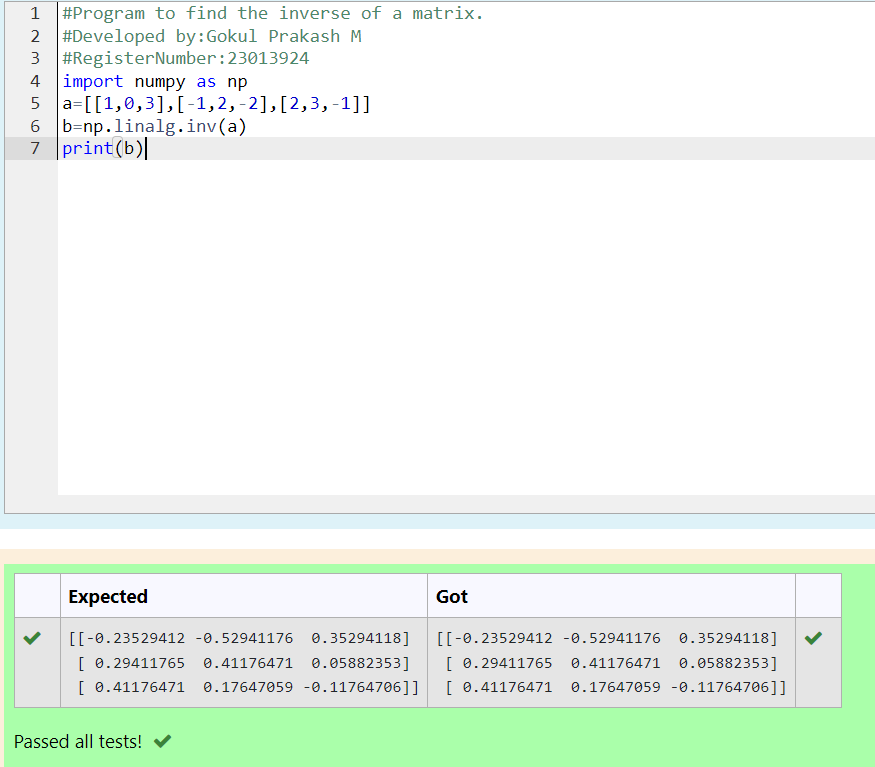 1 #Program to find the inverse of a matrix.
2 #Developed by:Gokul Prakash M
3 #RegisterNumber:23013924
4 import numpy as np
5 a=[[1,0,3],[-1,2,-2],[2,3,-1]]
6 b=np.linalg.inv(a)
7 print(b)
Expected Got
[[-0.23529412 -0.52941176  0.35294118] [[-0.23529412 -0.52941176  0.35294118]
[ 0.29411765  0.41176471  0.05882353] [ 0.29411765  0.41176471  0.05882353]
[ 0.41176471  0.17647059 -0.11764706]] [ 0.41176471  0.17647059 -0.11764706]]
Passed all tests!